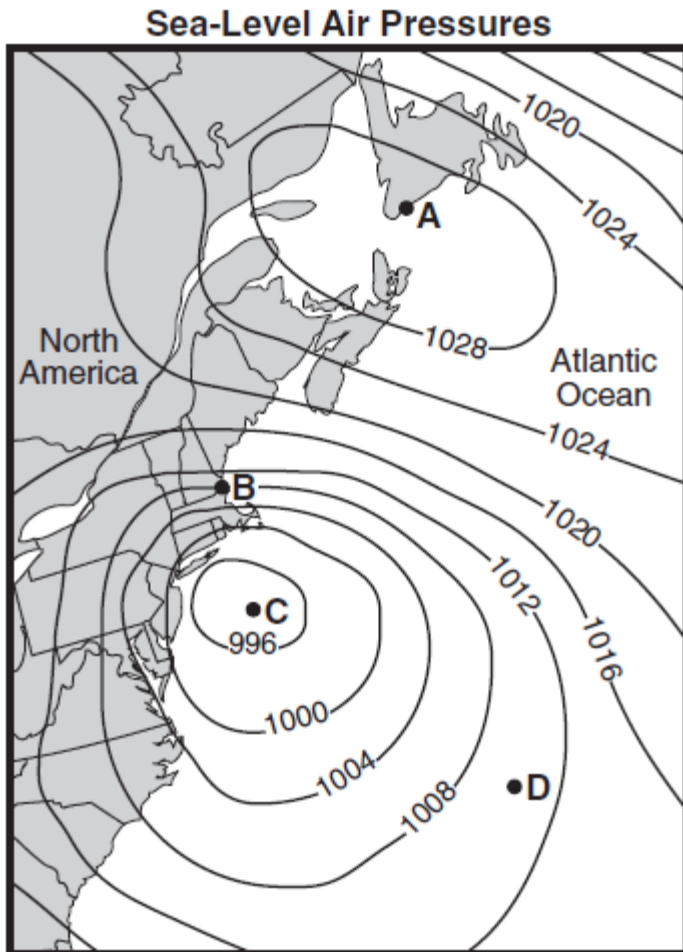 Sea-Level Air Pressures
1020
1024
A
North
America
1028
Atlantic
Ocean
1024
B
1020
1012
C
1016
996
1000
1004
D
1008